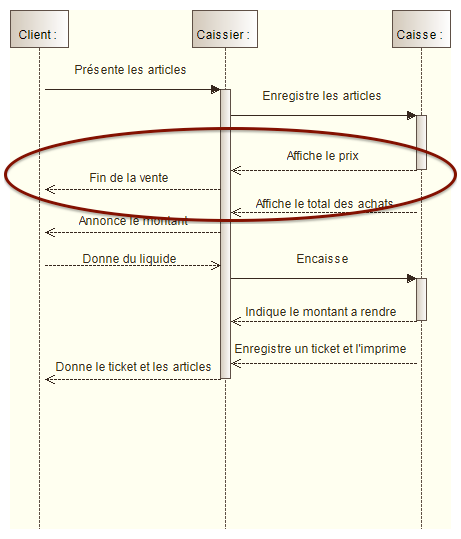 Client :
Caissier :
Caisse :
Présente les articles
Enregistre les articles
Affiche le prix
Fin de la vente
Affiche le total des achats
Annonce le montant
Donne du liquide
Encaisse
Indique le montant a rendre
Enregistre un ticket et l'imprime
Donne le ticket et les articles